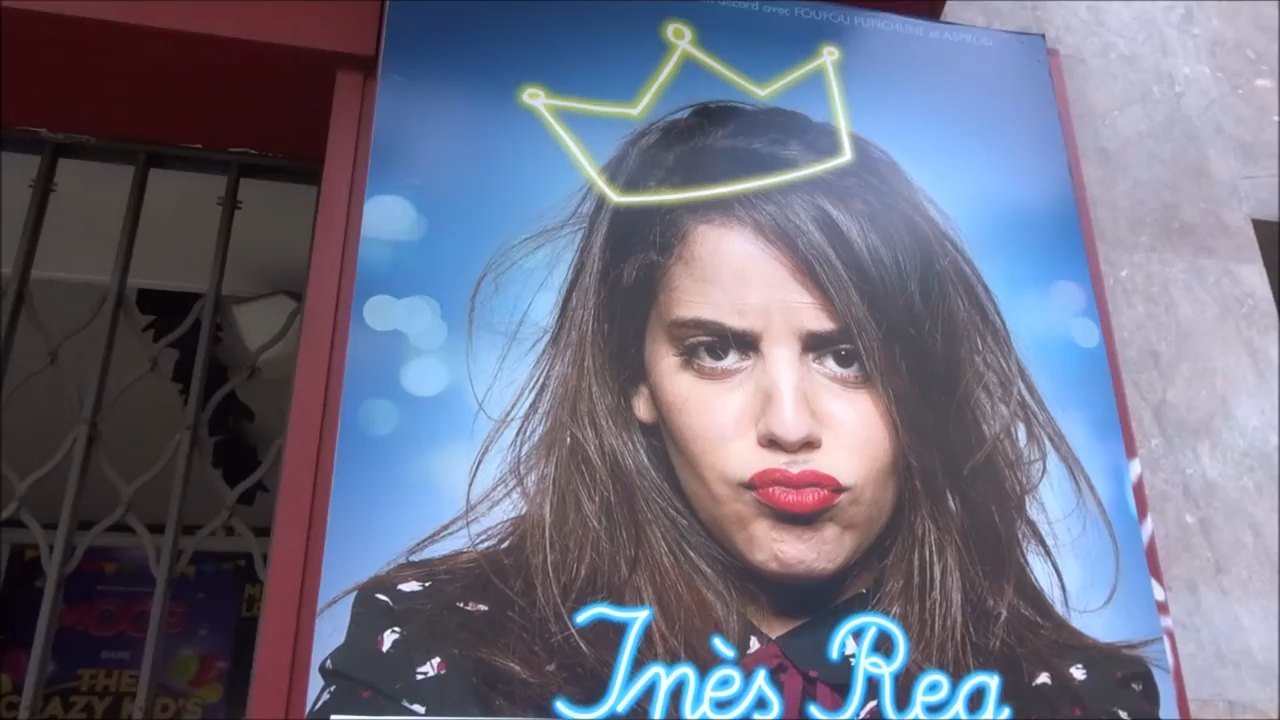 accord avec FOUFOU PUNCHLINE et ASPROD
Inès Reg
THE
CRAZY KID'S